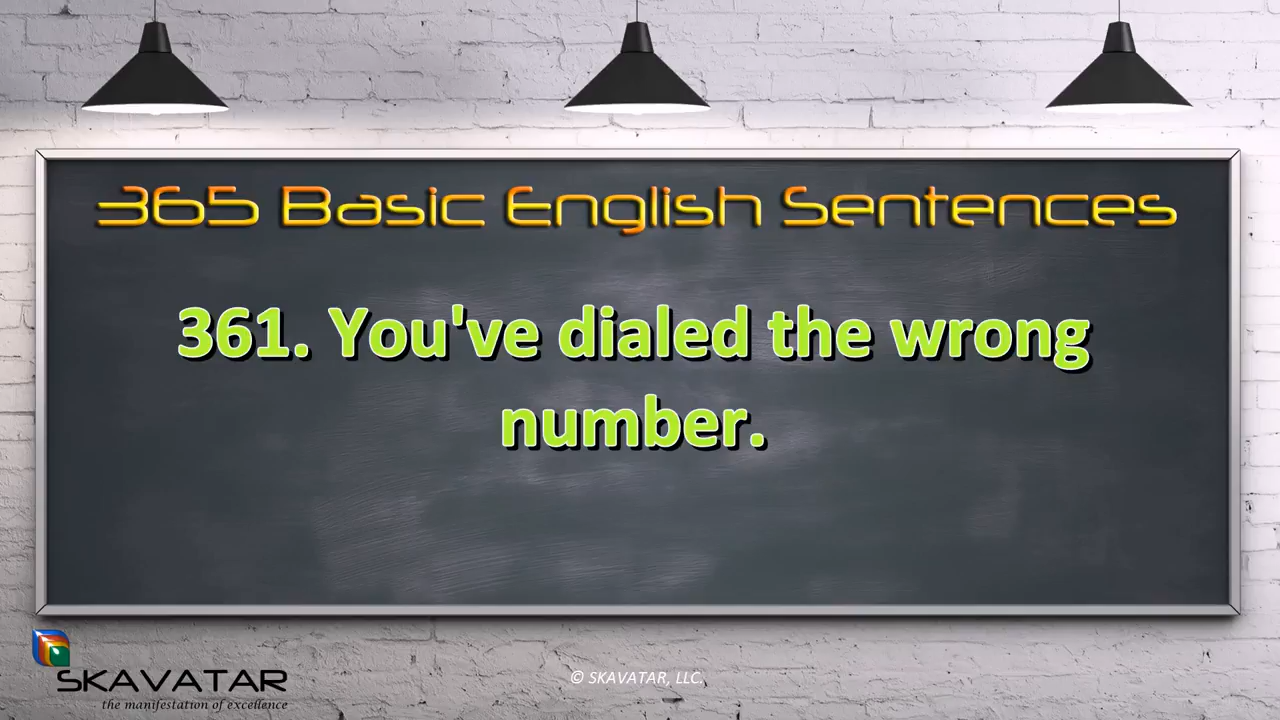 365 Basic English Sentences
361. You've dialed the wrong
number.
SKAVATAR
the manifestation of excellence
© SKAVATAR, LLC.